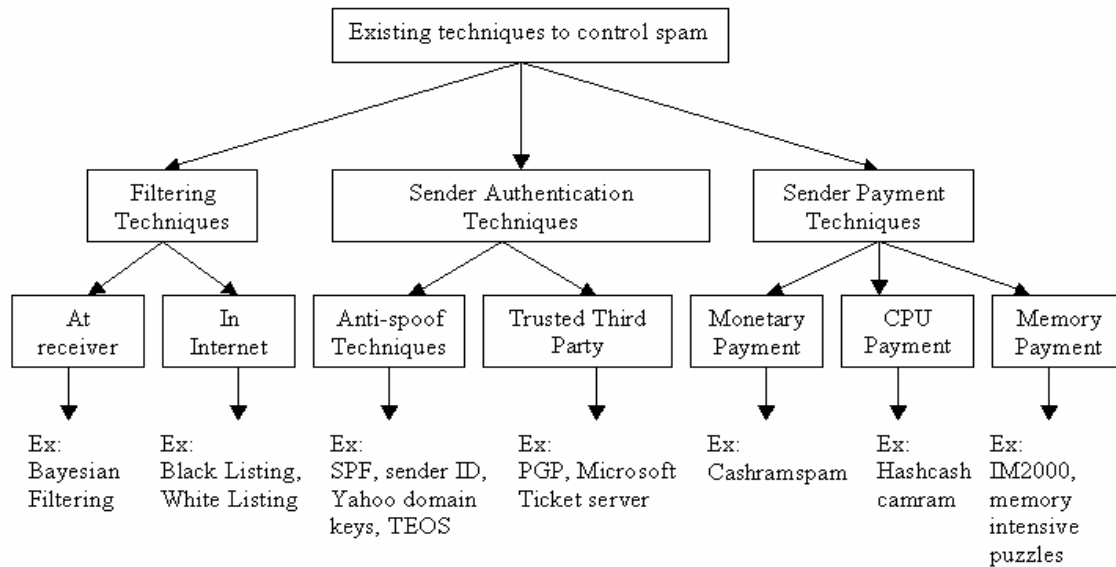 Existing techniques to control spam
Filtering
Techniques
Sender Authentication
Techniques
Sender Payment
Techniques
At
receiver
In
Internet
Anti-spoof
Techniques
Trusted Third
Party
Monetary
Payment
CPU
Payment
Memory
Payment
Ex:
Bayesian
Filtering
Ex:
Black Listing,
White Listing
Ex:
SPF, sender ID,
Yahoo domain
keys, TEOS
Ex:
PGP, Microsoft
Ticket server
Ex:
Cashramspam
Ex:
Hashcash
camram
Ex:
IM2000,
memory
intensive
puzzles